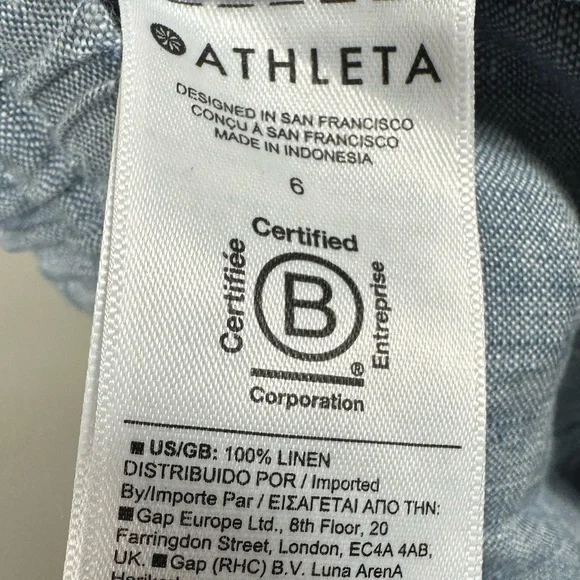 ATHLETA
DESIGNED IN SAN FRANCISCO
CONÇU À SAN FRANCISCO
MADE IN INDONESIA
6
Certified
Certifiée
B
Entreprise
®
Corporation
US/GB: 100% LINEN
DISTRIBUIDO POR / Imported
By/Importe Par / ΕΙΣΑΓΕΤΑΙ ΑΠΟ ΤΗΝ:
Gap Europe Ltd., 8th Floor, 20
Farringdon Street, London, EC4A 4AB,
UK. Gap (RHC) B.V. Luna ArenA